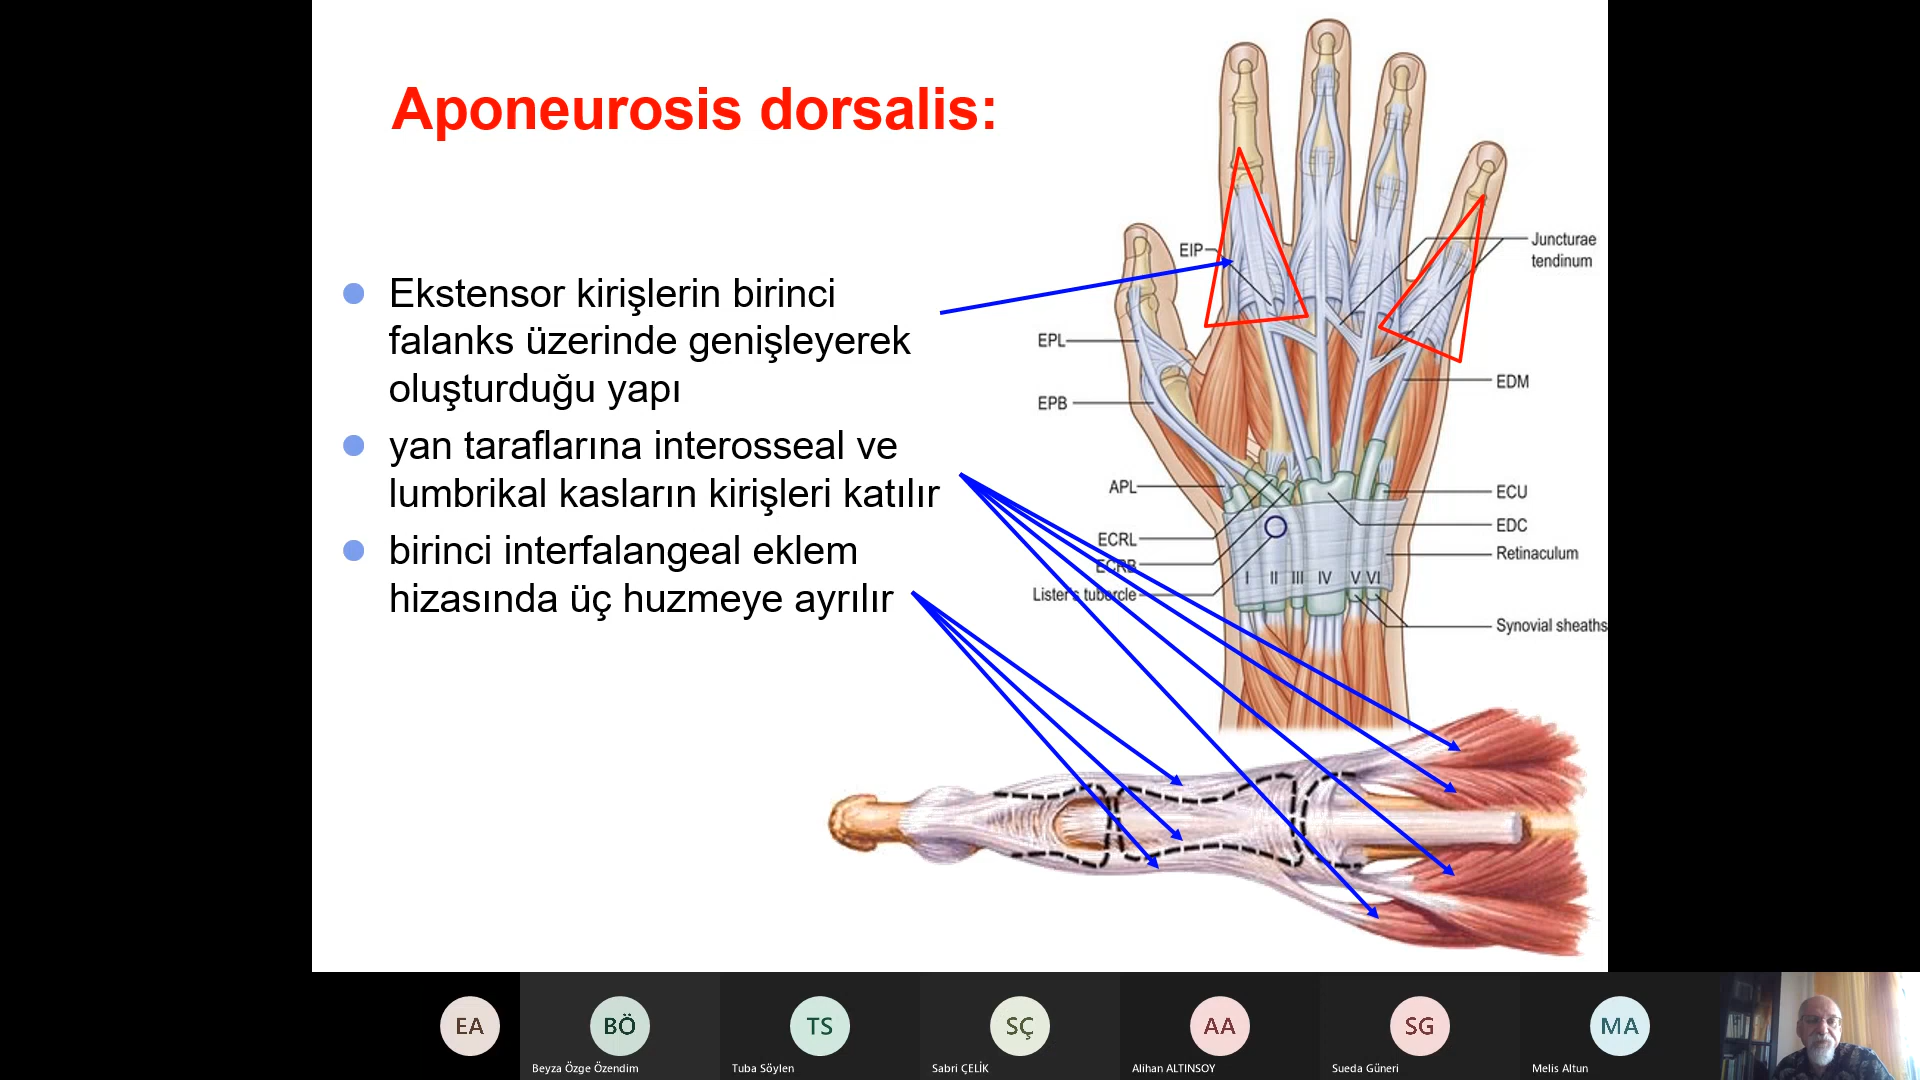 Aponeurosis dorsalis:
Ekstensor kirişlerin birinci
falanks üzerinde genişleyerek
oluşturduğu yapı
yan taraflarına interosseal ve
lumbrikal kasların kirişleri katılır
birinci interfalangeal eklem
hizasında üç huzmeye ayrılır
EIP
EPL
EPB
APL
ECRL
ECRB
Lister's tubercle
Juncturae
tendinum
EDM
ECU
EDC
Retinaculum
Synovial sheaths
I II III IV V VI
EA
BÖ
TS
SÇ
AA
SG
MA
Beyza Özge Özendim
Tuba Söylen
Sabri ÇELİK
Alihan ALTINSOY
Sueda Güneri
Melis Altun